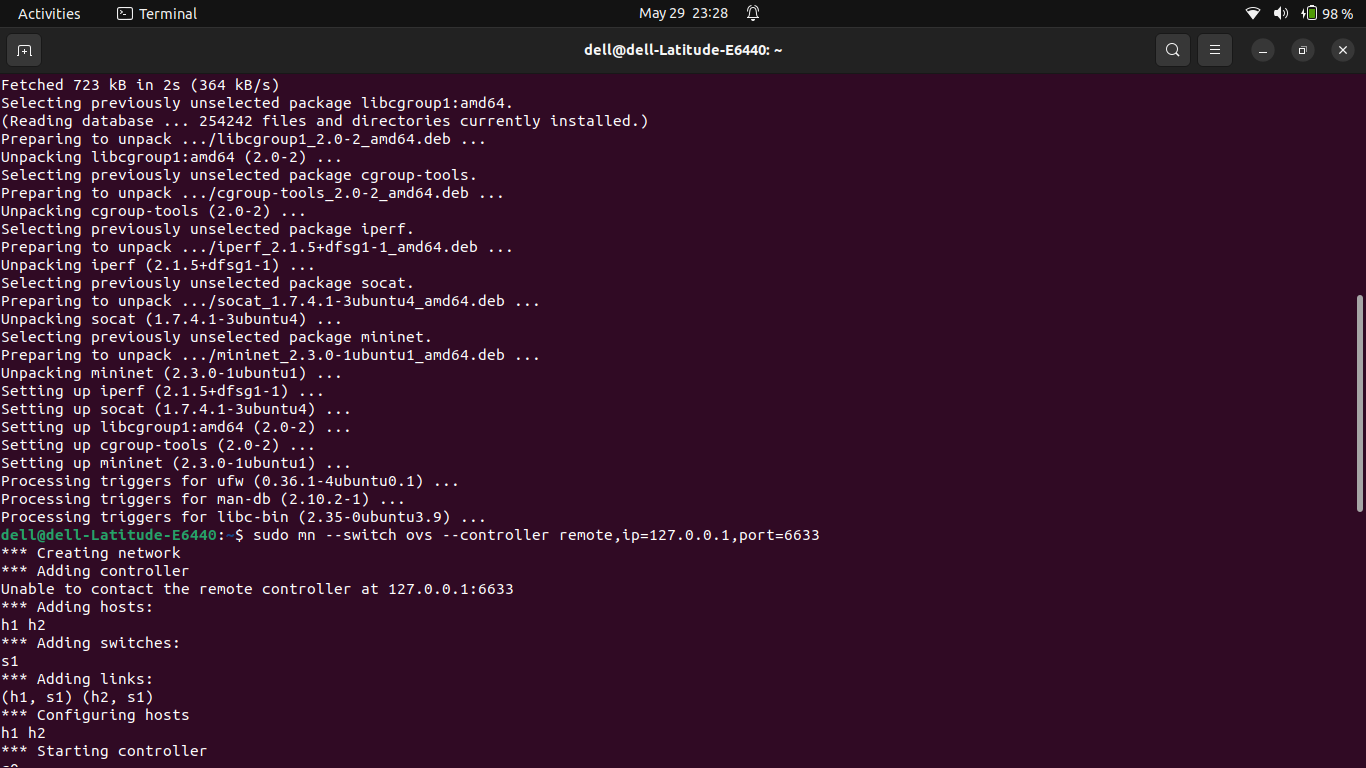 Activities
Terminal
May 29 23:28
98 %
dell@dell-Latitude-E6440: ~
Fetched 723 kB in 2s (364 kB/s)
Selecting previously unselected package libcgroup1:amd64.
(Reading database ... 254242 files and directories currently installed.)
Preparing to unpack .../libcgroup1_2.0-2_amd64.deb ...
Unpacking libcgroup1:amd64 (2.0-2) ...
Selecting previously unselected package cgroup-tools.
Preparing to unpack .../cgroup-tools_2.0-2_amd64.deb ...
Unpacking cgroup-tools (2.0-2) ...
Selecting previously unselected package iperf.
Preparing to unpack .../iperf_2.1.5+dfsg1-1_amd64.deb ...
Unpacking iperf (2.1.5+dfsg1-1) ...
Selecting previously unselected package socat.
Preparing to unpack .../socat_1.7.4.1-3ubuntu4_amd64.deb ...
Unpacking socat (1.7.4.1-3ubuntu4) ...
Selecting previously unselected package mininet.
Preparing to unpack .../mininet_2.3.0-1ubuntu1_amd64.deb ...
Unpacking mininet (2.3.0-1ubuntu1) ...
Setting up iperf (2.1.5+dfsg1-1) ...
Setting up socat (1.7.4.1-3ubuntu4) ...
Setting up libcgroup1:amd64 (2.0-2) ...
Setting up cgroup-tools (2.0-2) ...
Setting up mininet (2.3.0-1ubuntu1) ...
Processing triggers for ufw (0.36.1-4ubuntu0.1) ...
Processing triggers for man-db (2.10.2-1) ...
Processing triggers for libc-bin (2.35-0ubuntu3.9) ...
dell@dell-Latitude-E6440:~$ sudo mn --switch ovs --controller remote,ip=127.0.0.1,port=6633
*** Creating network
*** Adding controller
Unable to contact the remote controller at 127.0.0.1:6633
*** Adding hosts:
h1 h2
*** Adding switches:
s1
*** Adding links:
(h1, s1) (h2, s1)
*** Configuring hosts
h1 h2
*** Starting controller